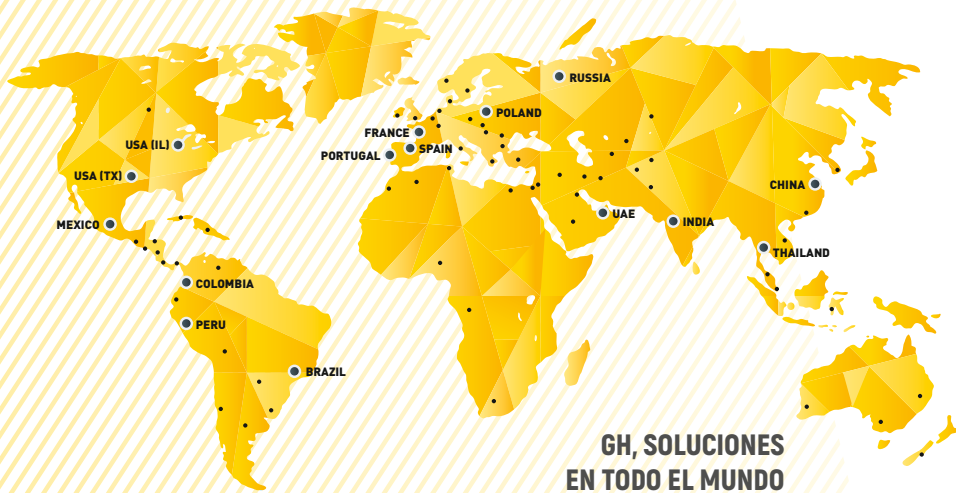 RUSSIA
POLAND
FRANCE
USA (IL)
SPAIN
PORTUGAL
USA (TX)
CHINA
UAE
INDIA
MEXICO
THAILAND
COLOMBIA
PERU
BRAZIL
GH, SOLUCIONES
EN TODO EL MUNDO